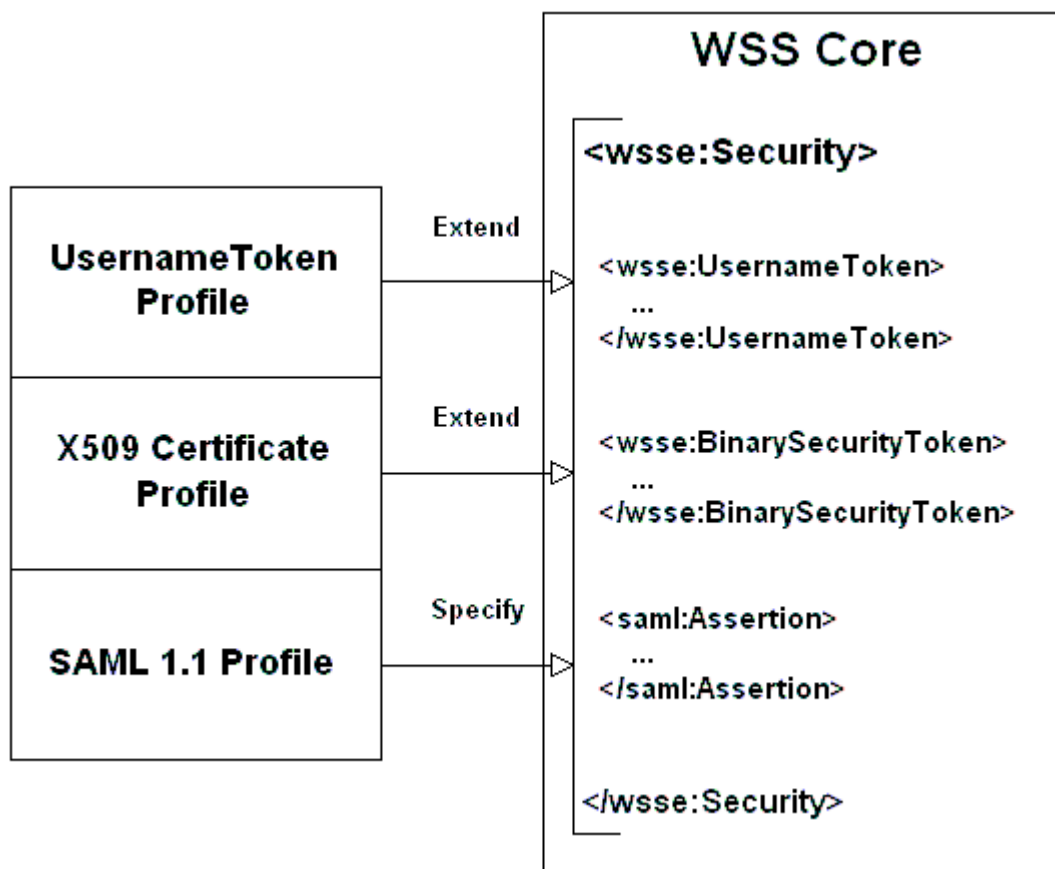 WSS Core
<wsse:Security>
UsernameToken
Profile
Extend
<wsse:UsernameToken>
...
</wsse:UsernameToken>
X509 Certificate
Profile
Extend
<wsse:BinarySecurityToken>
...
</wsse:BinarySecurityToken>
SAML 1.1 Profile
Specify
<saml:Assertion>
...
</saml:Assertion>
</wsse:Security>